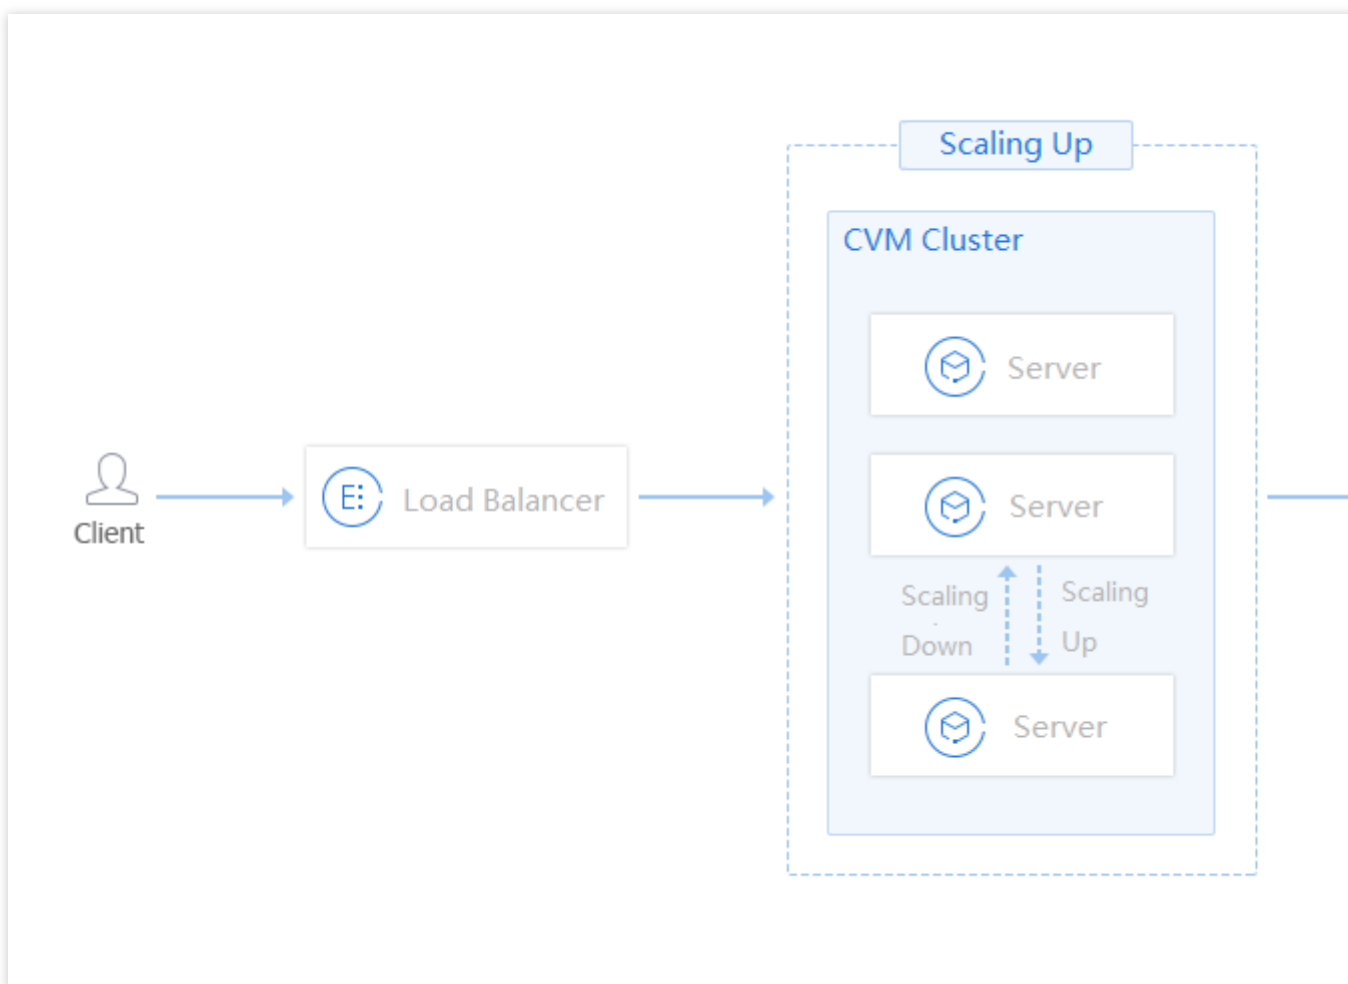 Scaling Up
CVM Cluster
Server
Server
Client
E:
Load Balancer
Scaling
Down
Scaling
Up
Server